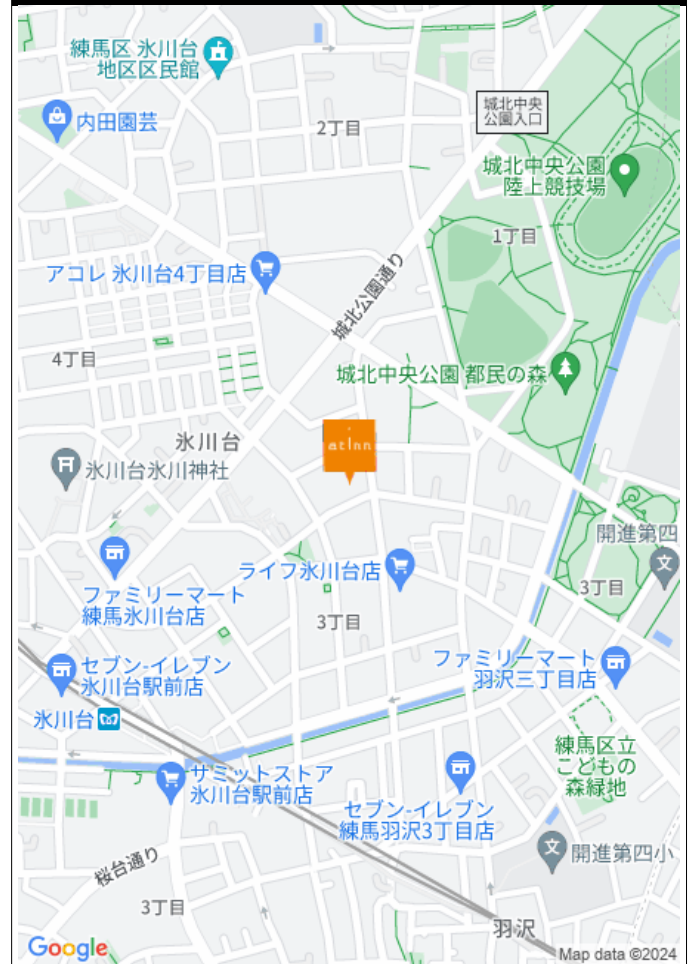 練馬区 氷川台
地区区民館
内田園芸
2丁目
城北中央
公園入口
城北中央公園
陸上競技場
1丁目
アコレ 氷川台4丁目店
城北公園通り
4丁目
城北中央公園 都民の森
氷川台
at Inn
氷川台氷川神社
開進第四
ファミリーマート
練馬氷川台店
ライフ氷川台店
3丁目
3丁目
セブン-イレブン
氷川台駅前店
ファミリーマート
羽沢三丁目店
氷川台
サミットストア
氷川台駅前店
練馬区立
こどもの
森緑地
セブン-イレブン
練馬羽沢3丁目店
開進第四小
桜台通り
3丁目
羽沢
Google
Map data ©2024